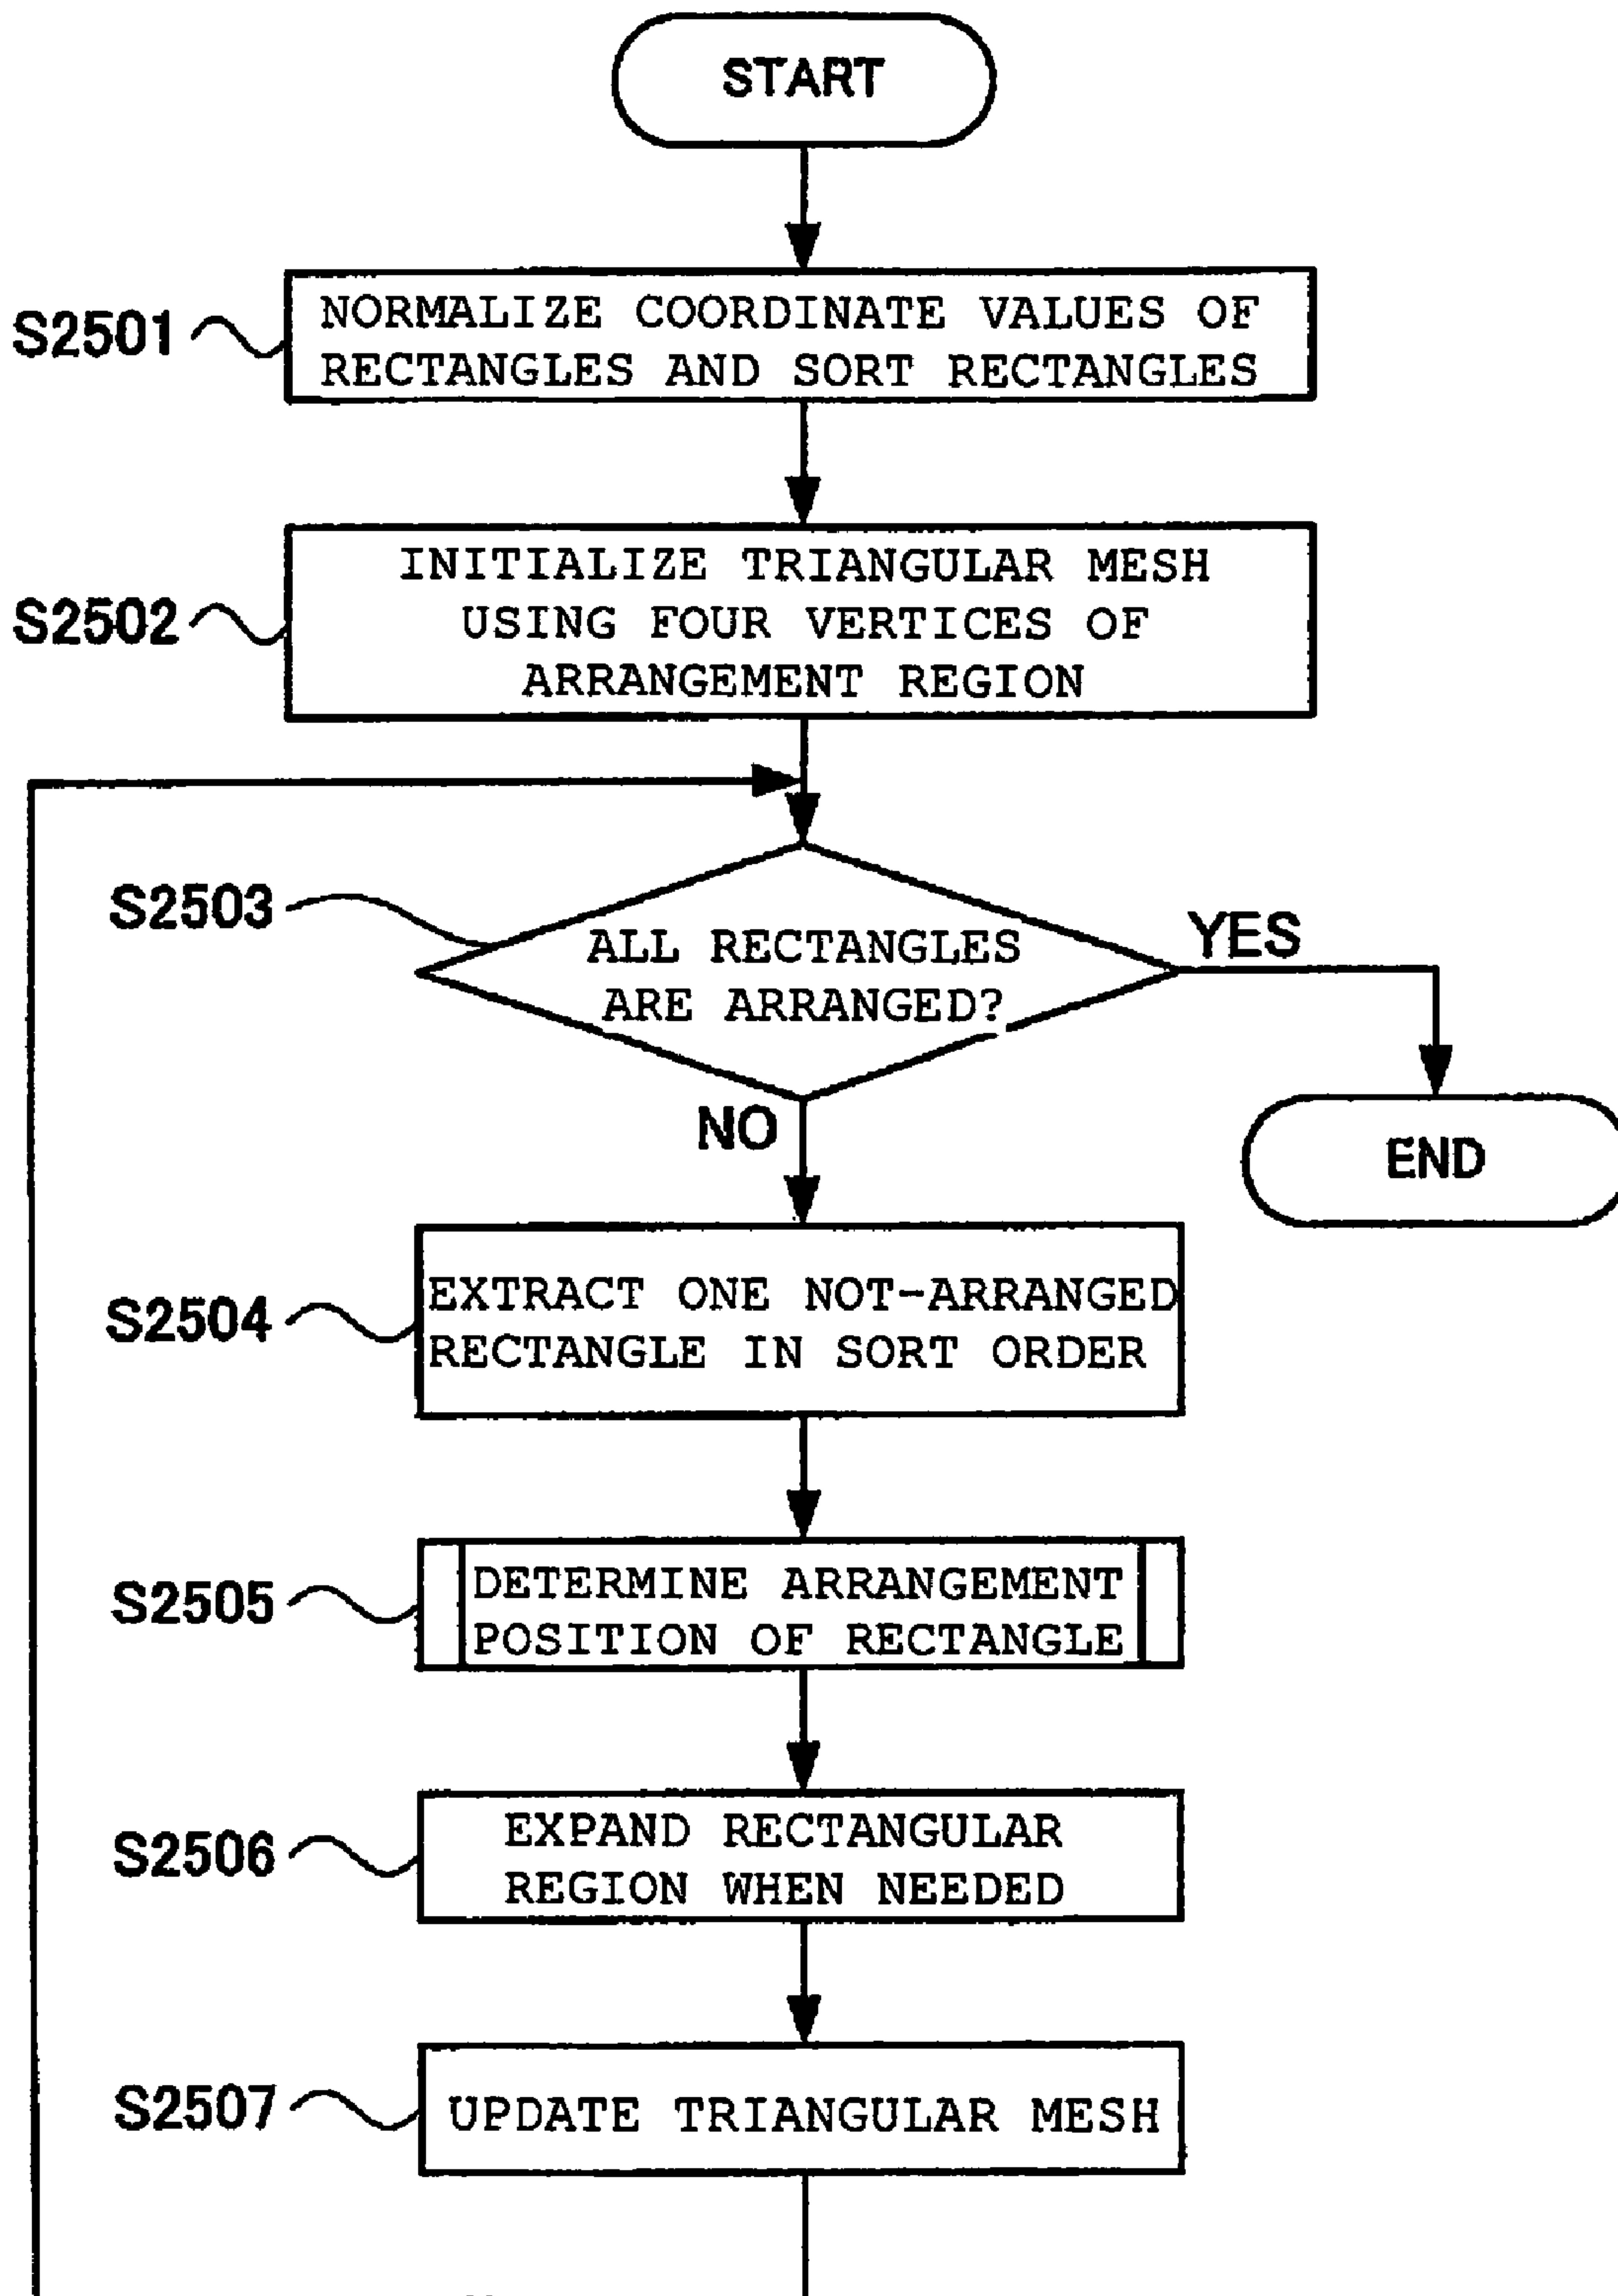 START
S2501
NORMALIZE COORDINATE VALUES OF
RECTANGLES AND SORT RECTANGLES
S2502
INITIALIZE TRIANGULAR MESH
USING FOUR VERTICES OF
ARRANGEMENT REGION
S2503
ALL RECTANGLES
ARE ARRANGED?
YES
NO
END
S2504
EXTRACT ONE NOT-ARRANGED
RECTANGLE IN SORT ORDER
S2505
DETERMINE ARRANGEMENT
POSITION OF RECTANGLE
S2506
EXPAND RECTANGULAR
REGION WHEN NEEDED
S2507
UPDATE TRIANGULAR MESH